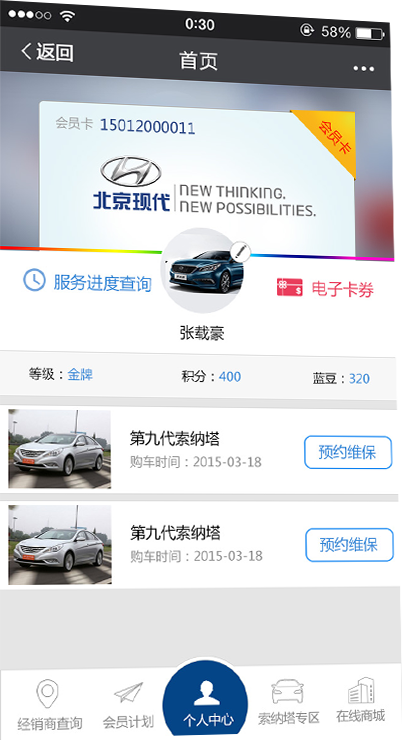 0:30
58%
返回
首页
会员卡 15012000011
会员卡
北京现代
NEW THINKING.
NEW POSSIBILITIES.
服务进度查询
电子卡券
张载豪
等级：金牌
积分：400
蓝豆：320
第九代索纳塔
购车时间：2015-03-18
预约维保
第九代索纳塔
购车时间：2015-03-18
预约维保
经销商查询
会员计划
个人中心
索纳塔专区
在线商城